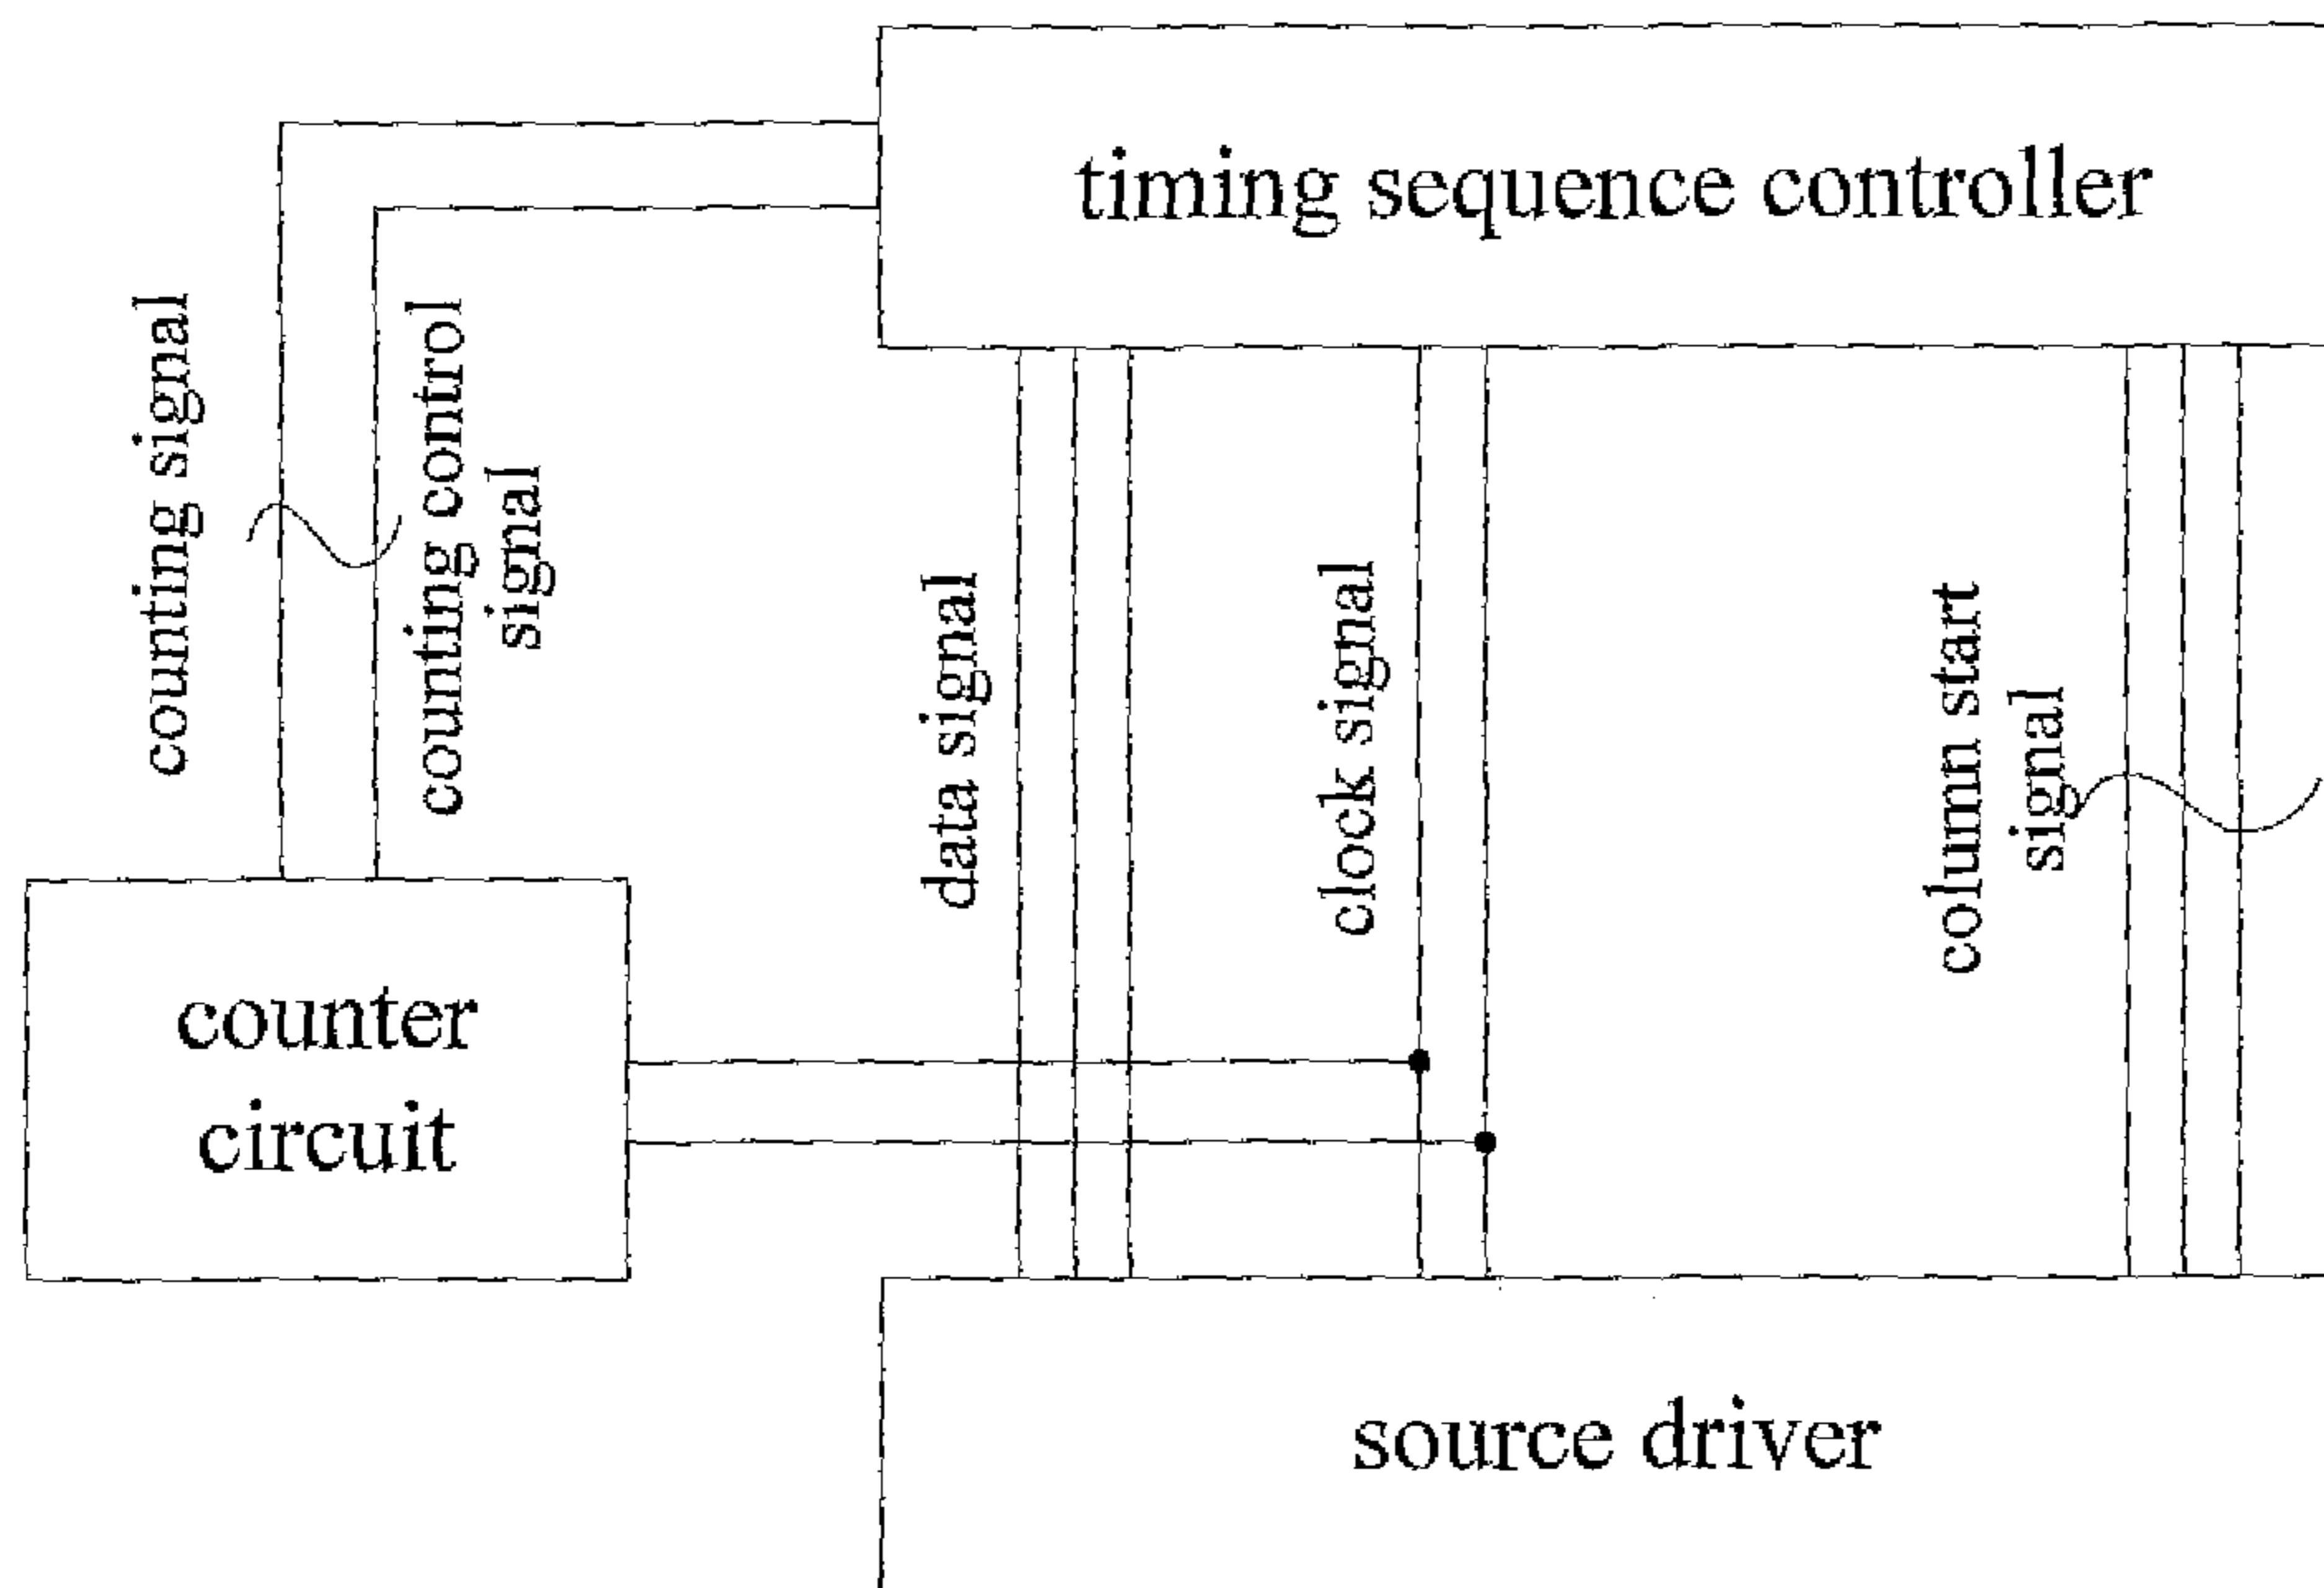 timing sequence controller
counting signal
counting control
signal
data signal
clock signal
column start
signal
counter
circuit
source driver